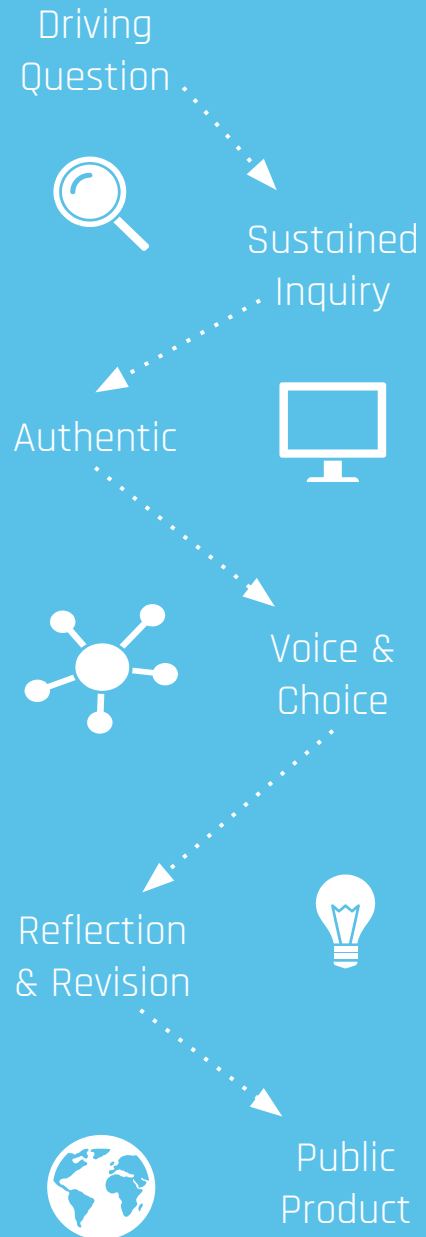 Driving
Question
Sustained
Inquiry
Authentic
Voice &
Choice
Reflection
& Revision
Public
Product